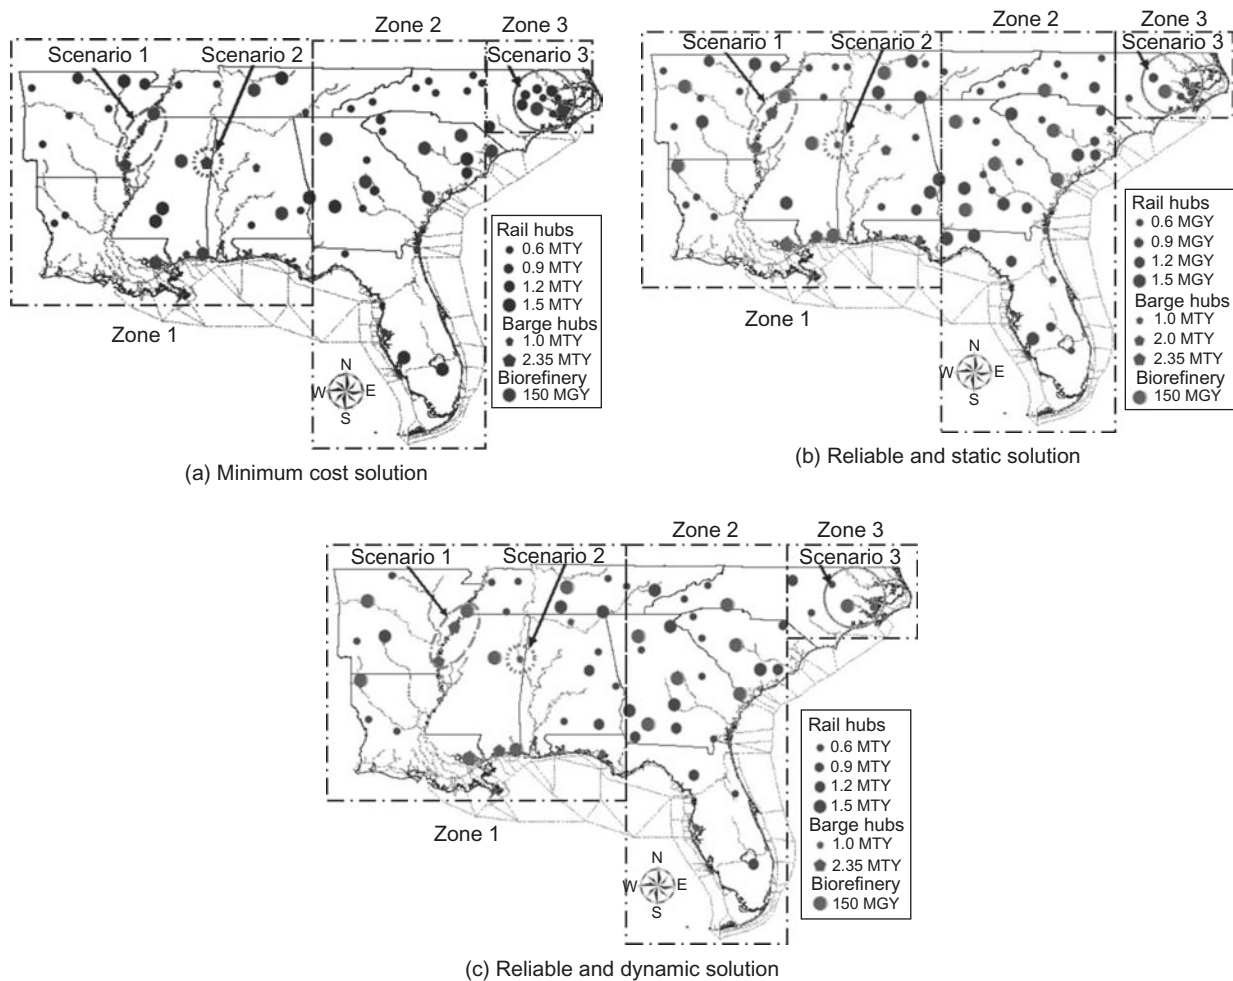 Zone 2
Zone 3
Scenario 1
Scenario 2
Scenario 3
Rail hubs
0.6 MTY
0.9 MTY
1.2 MTY
1.5 MTY
Barge hubs
1.0 MTY
2.35 MTY
Biorefinery
150 MGY
Zone 1
N
W
E
S
(a) Minimum cost solution
Zone 2
Zone 3
Scenario 1
Scenario 2
Scenario 3
Rail hubs
0.6 MGY
0.9 MGY
1.2 MGY
1.5 MGY
Barge hubs
1.0 MTY
2.0 MTY
2.35 MTY
Biorefinery
150 MGY
Zone 1
N
W
E
S
(b) Reliable and static solution
Zone 2
Zone 3
Scenario 1
Scenario 2
Scenario 3
Rail hubs
0.6 MTY
0.9 MTY
1.2 MTY
1.5 MTY
Barge hubs
1.0 MTY
2.35 MTY
Biorefinery
150 MGY
Zone 1
N
W
E
S
(c) Reliable and dynamic solution